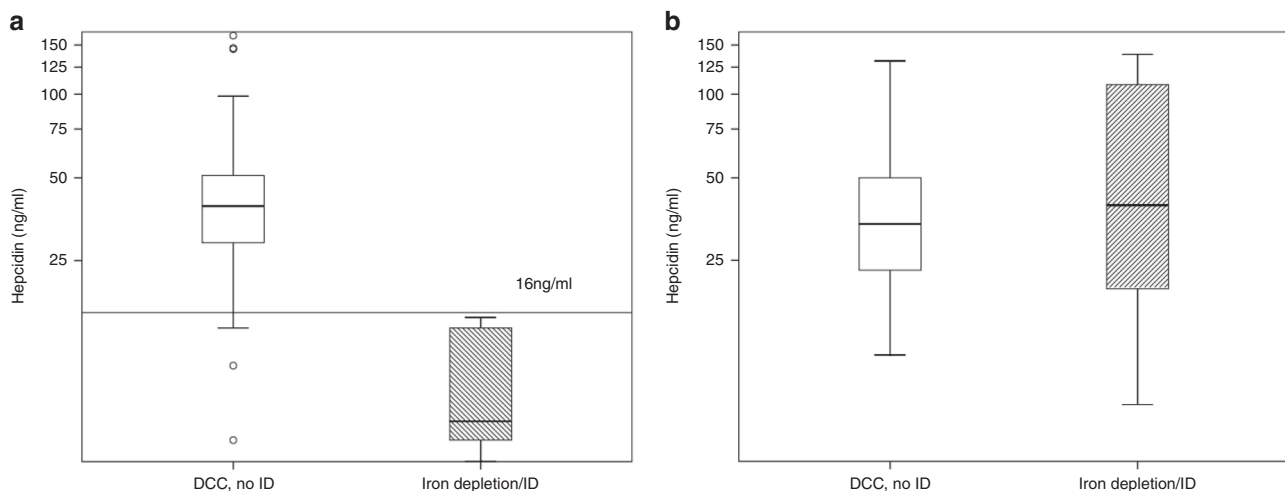 a
150
125
100
75
50
25
Hepcidin (ng/ml)
16ng/ml
DCC, no ID
Iron depletion/ID
b
150
125
100
75
50
25
Hepcidin (ng/ml)
DCC, no ID
Iron depletion/ID